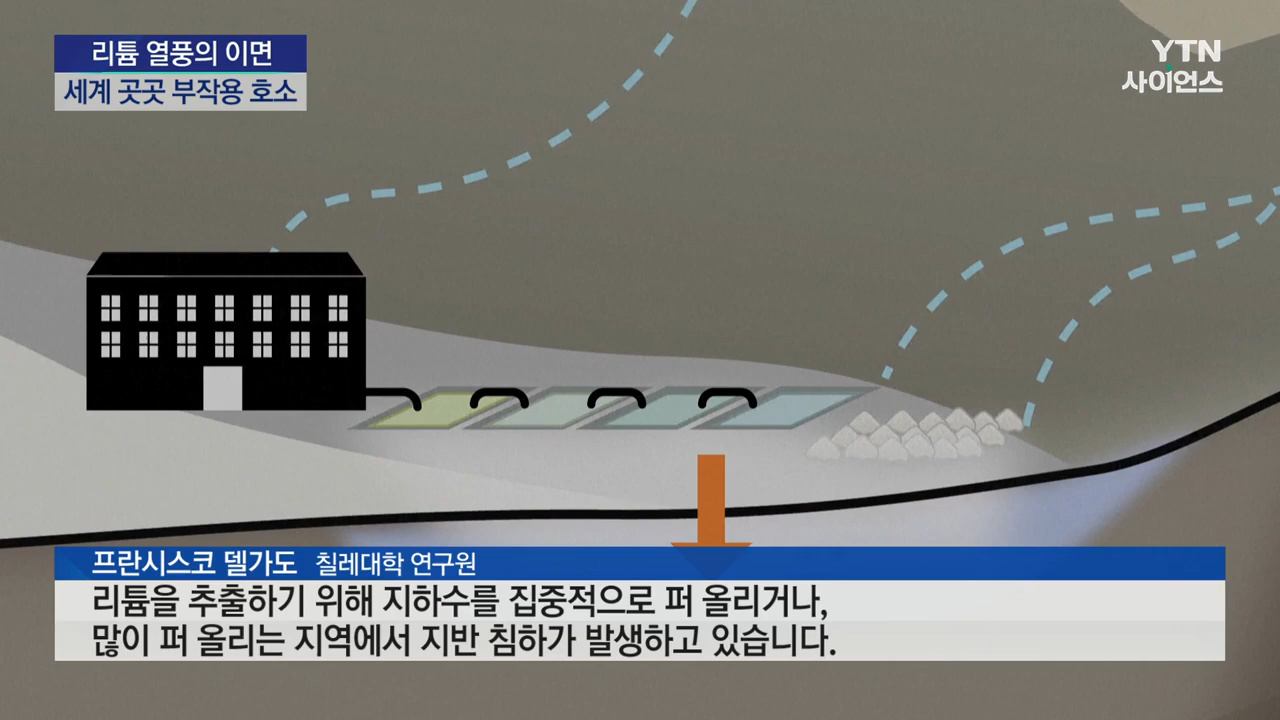 리튬 열풍의 이면
세계 곳곳 부작용 호소
YTN
사이언스
프란시스코 델가도 칠레대학 연구원
리튬을 추출하기 위해 지하수를 집중적으로 퍼 올리거나,
많이 퍼 올리는 지역에서 지반 침하가 발생하고 있습니다.